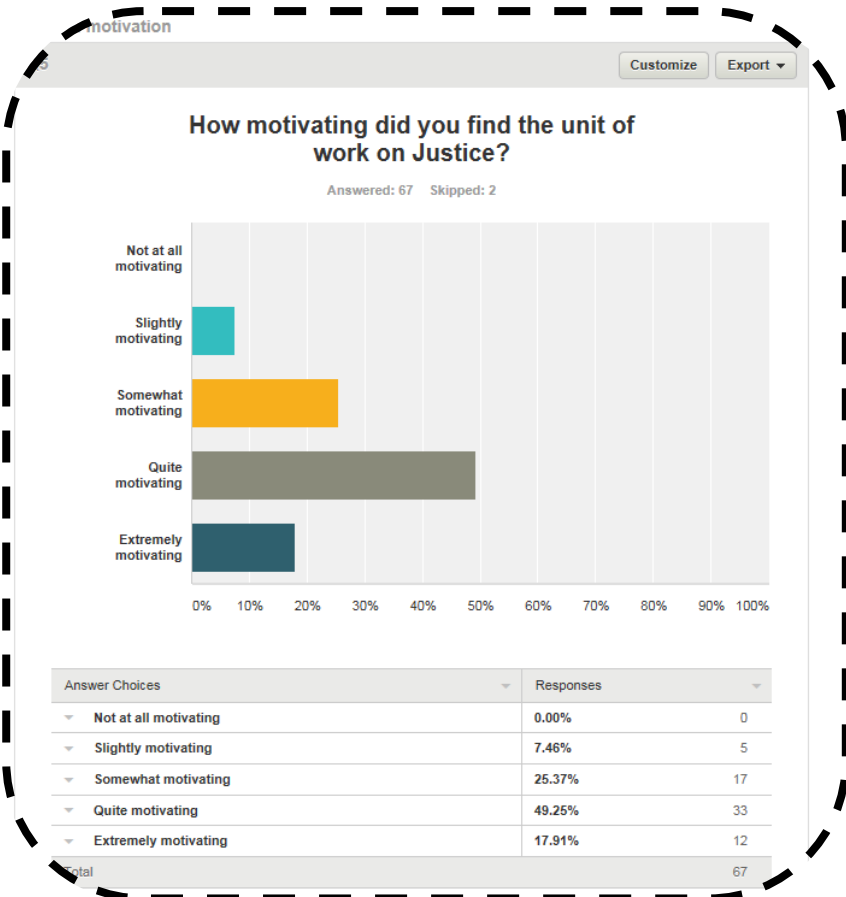 motivation
Customize Export
How motivating did you find the unit of
work on Justice?
Answered: 67 Skipped: 2
Not at all
motivating
Slightly
motivating
Somewhat
motivating
Quite
motivating
Extremely
motivating
0% 10% 20% 30% 40% 50% 60% 70% 80% 90% 100%
Answer Choices Responses
Not at all motivating 0.00% 0
Slightly motivating 7.46% 5
Somewhat motivating 25.37% 17
Quite motivating 49.25% 33
Extremely motivating 17.91% 12
Total 67